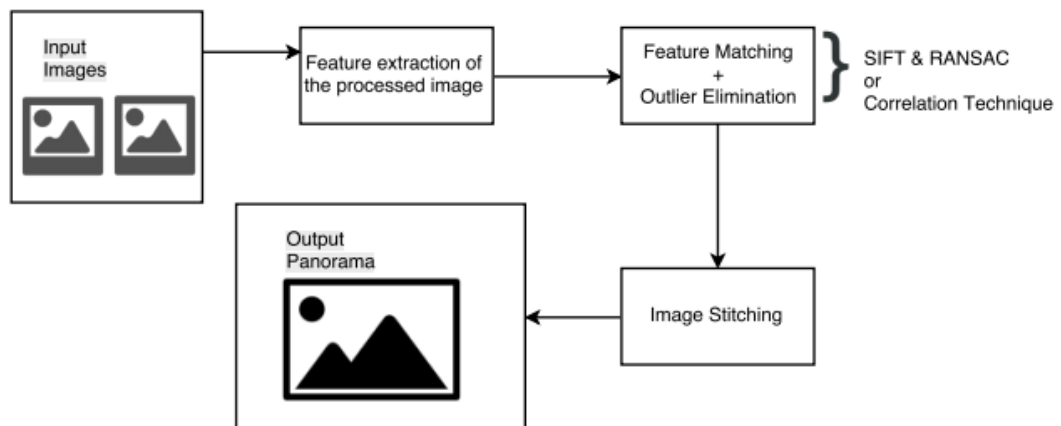 Input
Images
Feature extraction of
the processed image
Feature Matching
+
Outlier Elimination
SIFT & RANSAC
or
Correlation Technique
Output
Panorama
Image Stitching